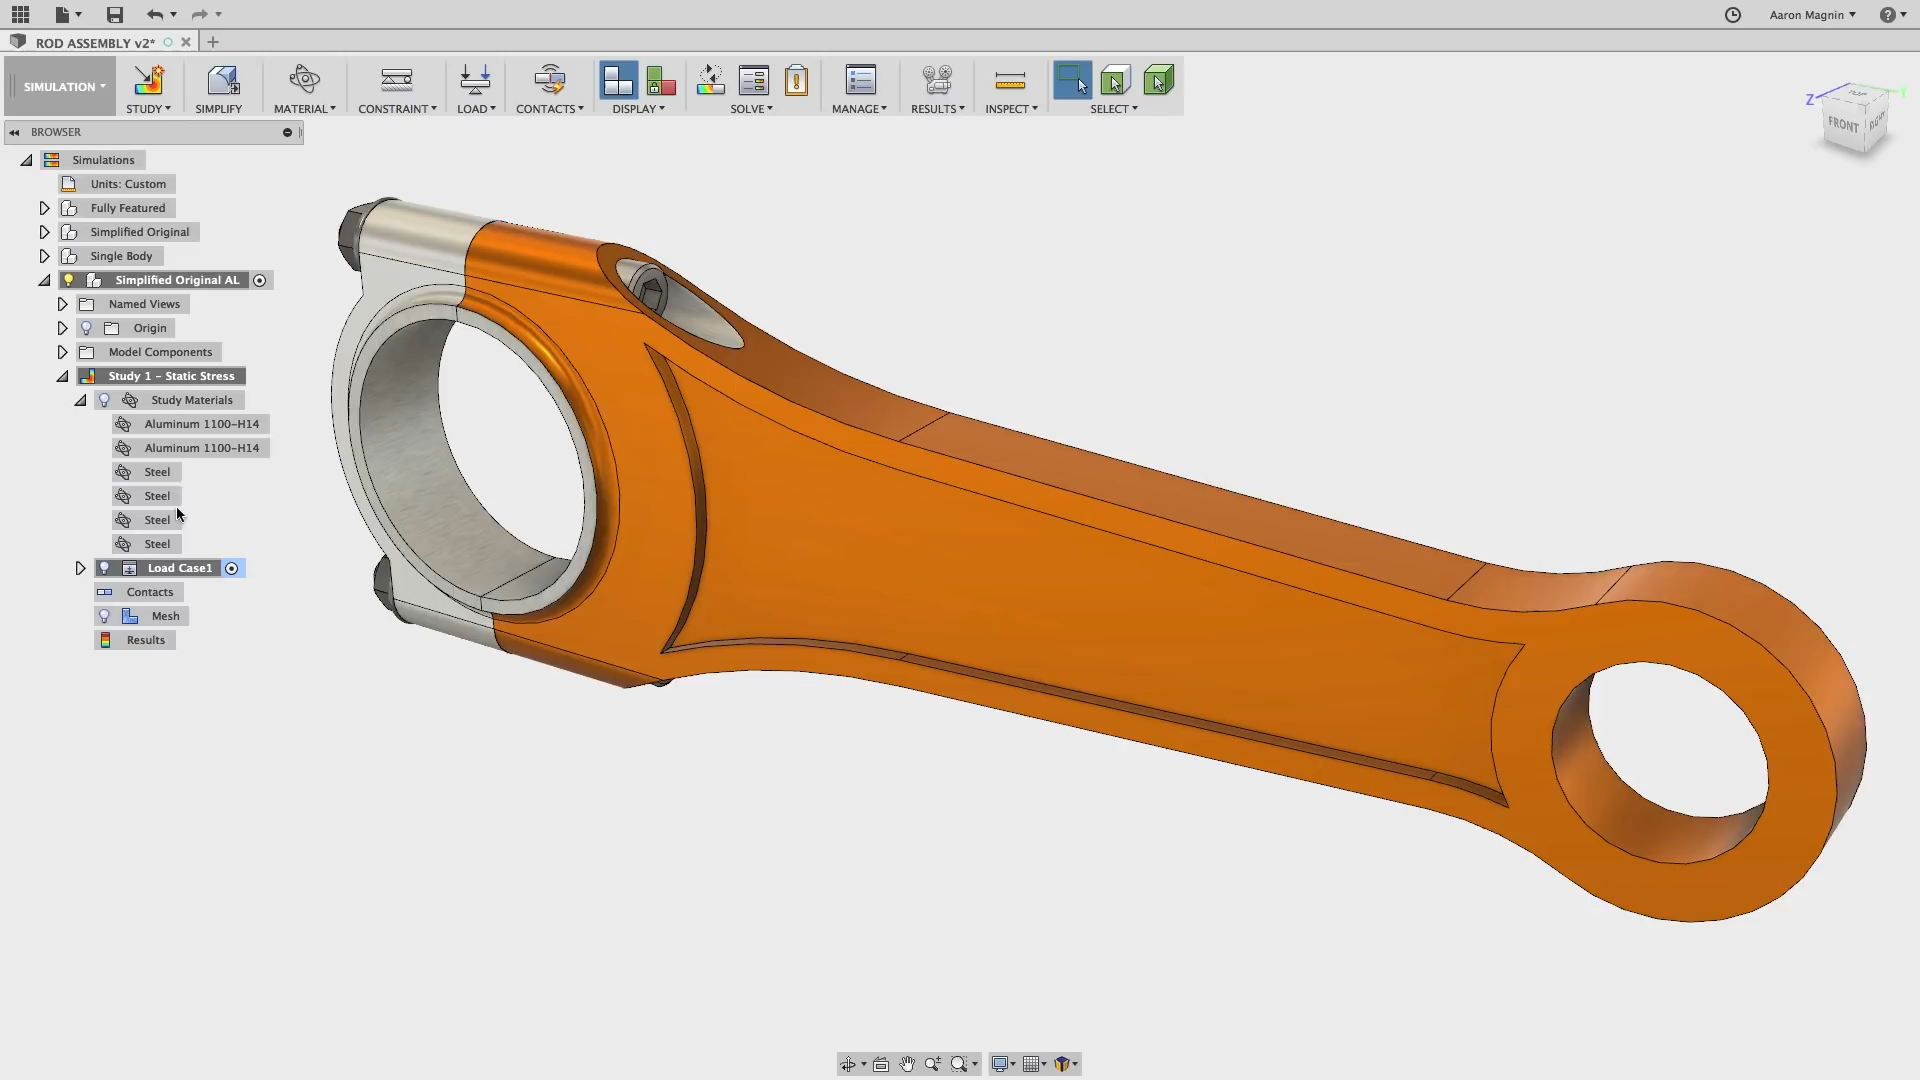 Aaron Magnin
ROD ASSEMBLY v2*
SIMULATION
STUDY
SIMPLIFY
MATERIAL
CONSTRAINT
LOAD
CONTACTS
DISPLAY
SOLVE
MANAGE
RESULTS
INSPECT
SELECT
BROWSER
Simulations
Units: Custom
Fully Featured
Simplified Original
Single Body
Simplified Original AL
Named Views
Origin
Model Components
Study 1 - Static Stress
Study Materials
Aluminum 1100-H14
Aluminum 1100-H14
Steel
Steel
Steel
Steel
Load Case1
Contacts
Mesh
Results
Z
TOP
FRONT
RIGHT